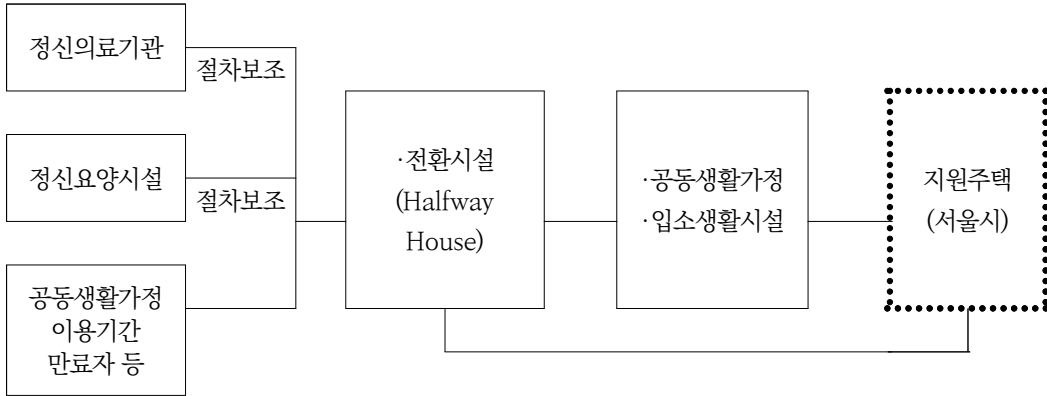 정신의료기관
절차보조
정신요양시설
절차보조
공동생활가정
이용기간
만료자 등
·전환시설
(Halfway
House)
·공동생활가정
·입소생활시설
지원주택
(서울시)